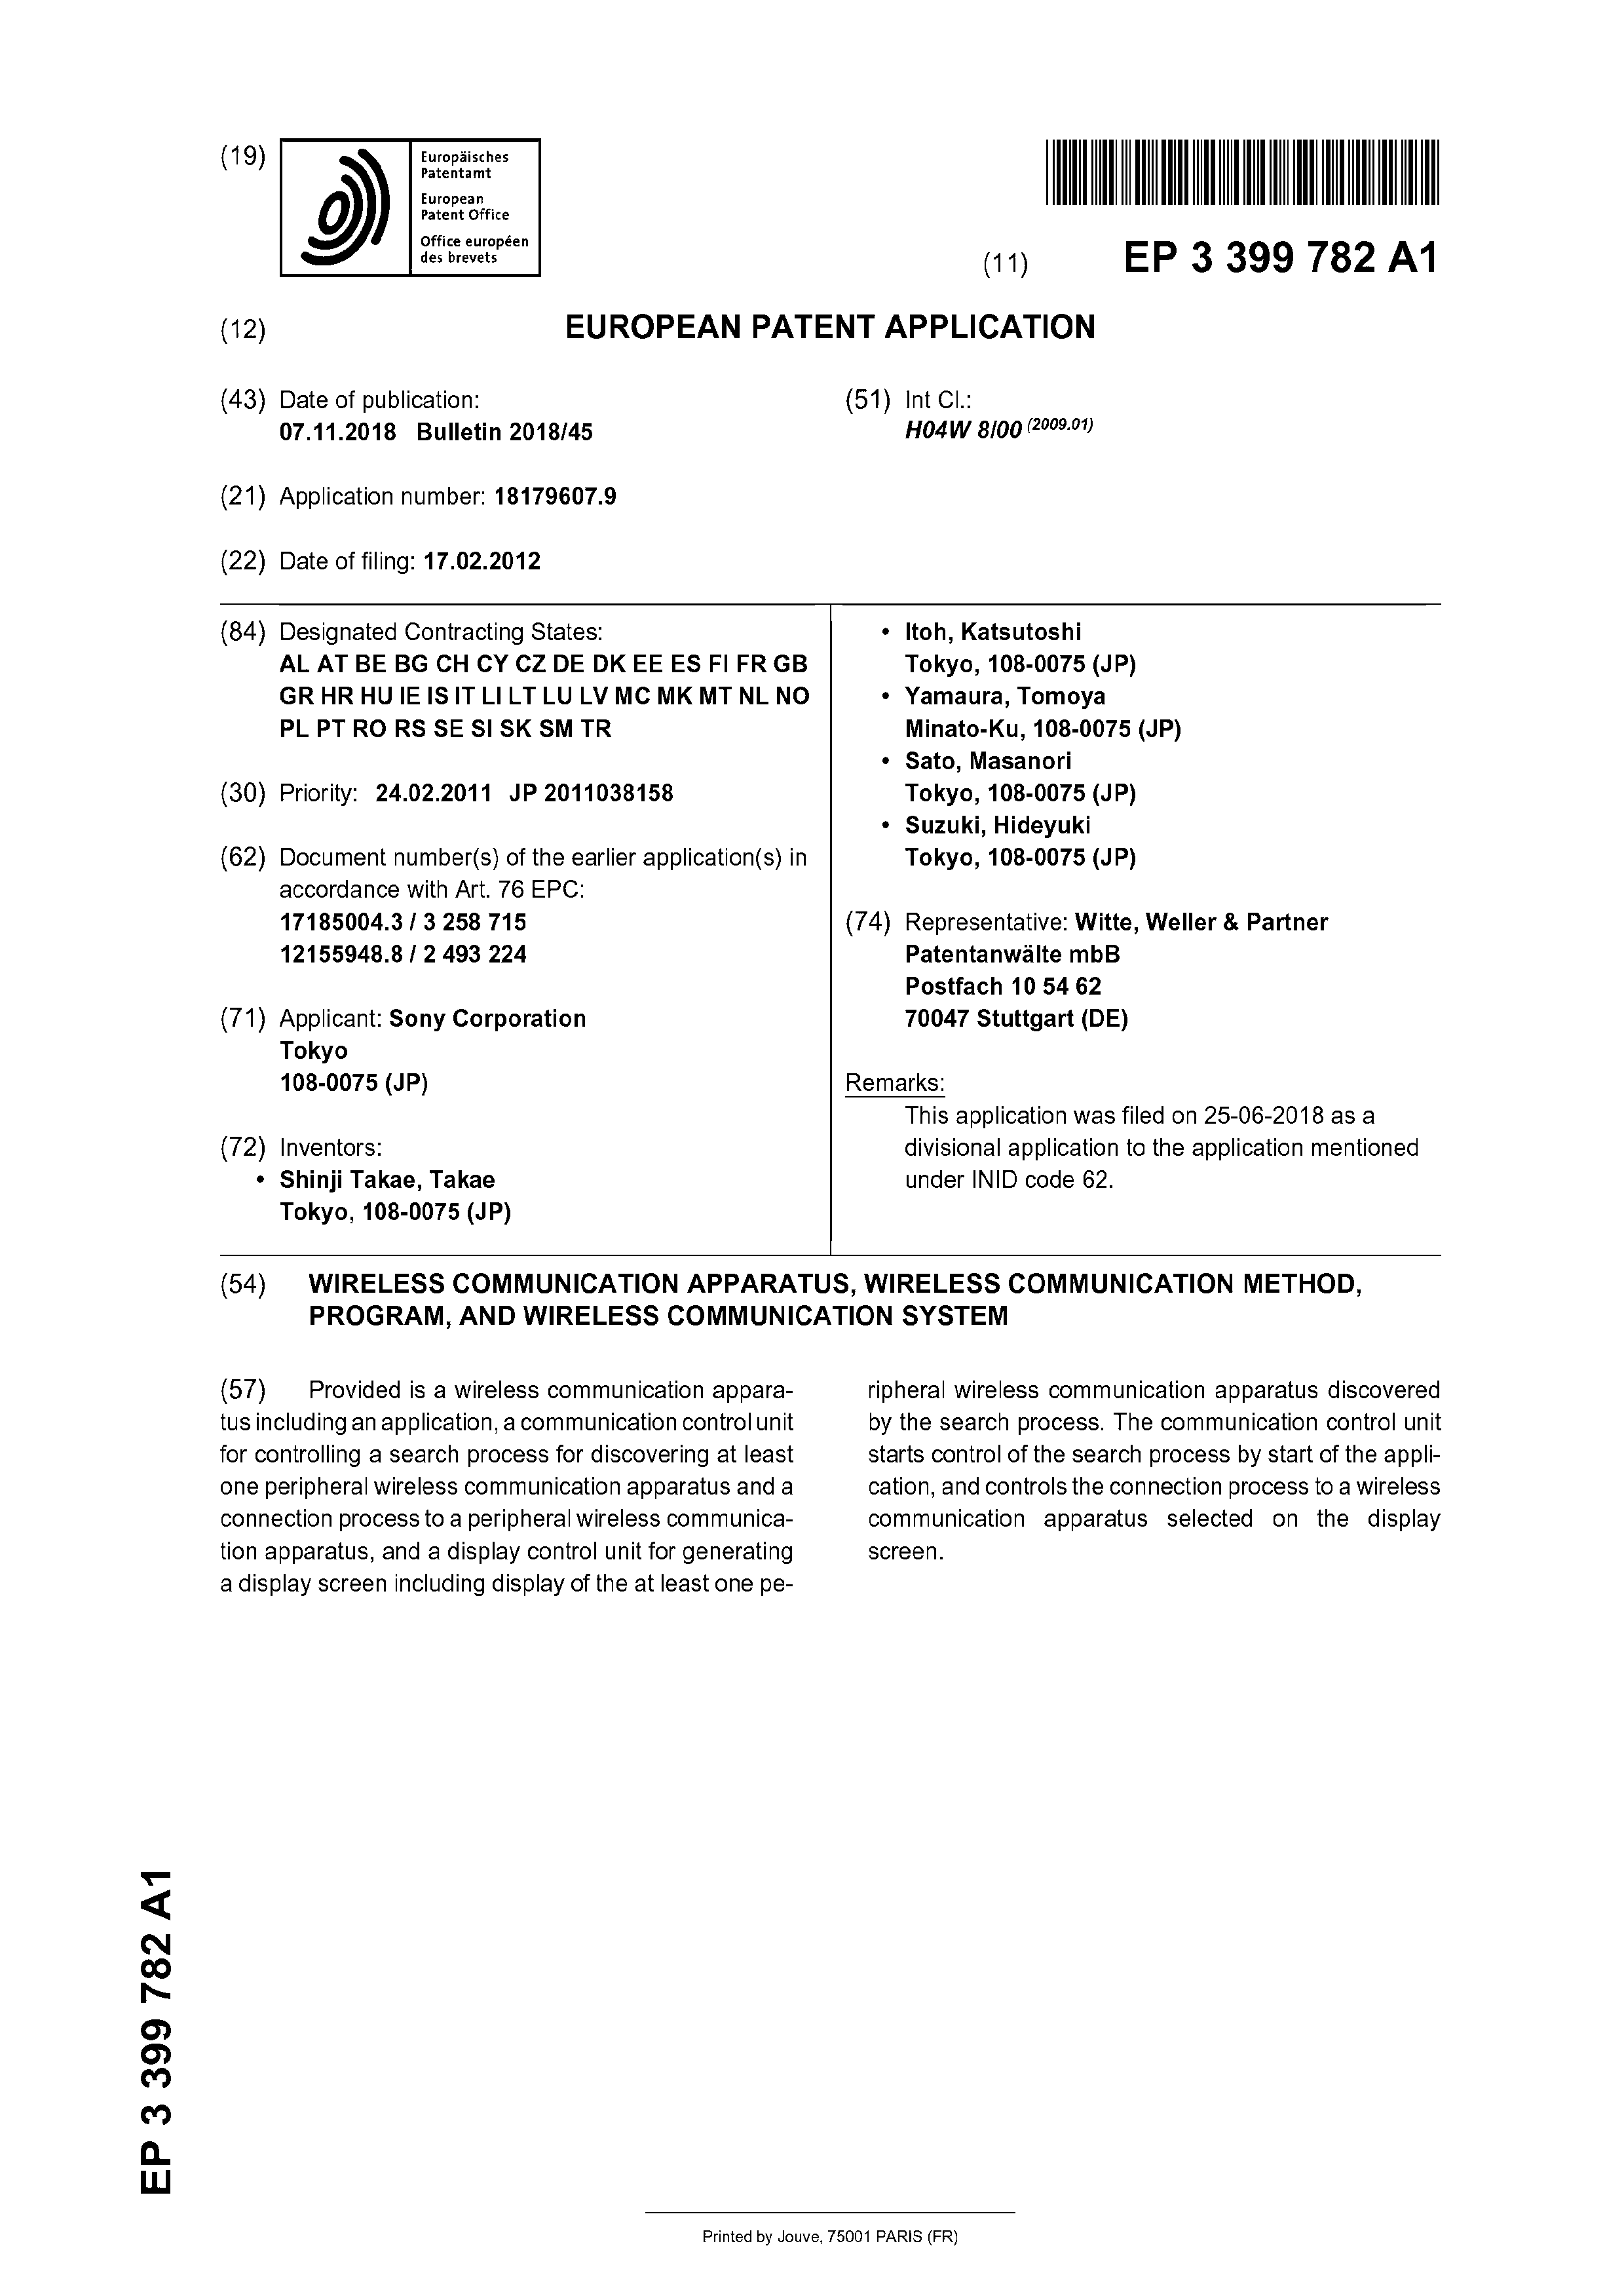 (19)
Europäisches
Patentamt
European
Patent Office
Office européen
des brevets
(11) EP 3 399 782 A1
(12) EUROPEAN PATENT APPLICATION
(43) Date of publication:
07.11.2018 Bulletin 2018/45
(51) Int Cl.:
H04W 8/00 (2009.01)
(21) Application number: 18179607.9
(22) Date of filing: 17.02.2012
(84) Designated Contracting States:
AL AT BE BG CH CY CZ DE DK EE ES FI FR GB
GR HR HU IE IS IT LI LT LU LV MC MK MT NL NO
PL PT RO RS SE SI SK SM TR
(30) Priority: 24.02.2011 JP 2011038158
(62) Document number(s) of the earlier application(s) in
accordance with Art. 76 EPC:
17185004.3 / 3 258 715
12155948.8 / 2 493 224
(71) Applicant: Sony Corporation
Tokyo
108-0075 (JP)
(72) Inventors:
• Shinji Takae, Takae
Tokyo, 108-0075 (JP)
• Itoh, Katsutoshi
Tokyo, 108-0075 (JP)
• Yamaura, Tomoya
Minato-Ku, 108-0075 (JP)
• Sato, Masanori
Tokyo, 108-0075 (JP)
• Suzuki, Hideyuki
Tokyo, 108-0075 (JP)
(74) Representative: Witte, Weller & Partner
Patentanwälte mbB
Postfach 10 54 62
70047 Stuttgart (DE)
Remarks:
This application was filed on 25-06-2018 as a
divisional application to the application mentioned
under INID code 62.
(54) WIRELESS COMMUNICATION APPARATUS, WIRELESS COMMUNICATION METHOD,
PROGRAM, AND WIRELESS COMMUNICATION SYSTEM
(57) Provided is a wireless communication appara-
tus including an application, a communication control unit
for controlling a search process for discovering at least
one peripheral wireless communication apparatus and a
connection process to a peripheral wireless communica-
tion apparatus, and a display control unit for generating
a display screen including display of the at least one pe-
ripheral wireless communication apparatus discovered
by the search process. The communication control unit
starts control of the search process by start of the appli-
cation, and controls the connection process to a wireless
communication apparatus selected on the display
screen.
EP 3 399 782 A1
Printed by Jouve, 75001 PARIS (FR)